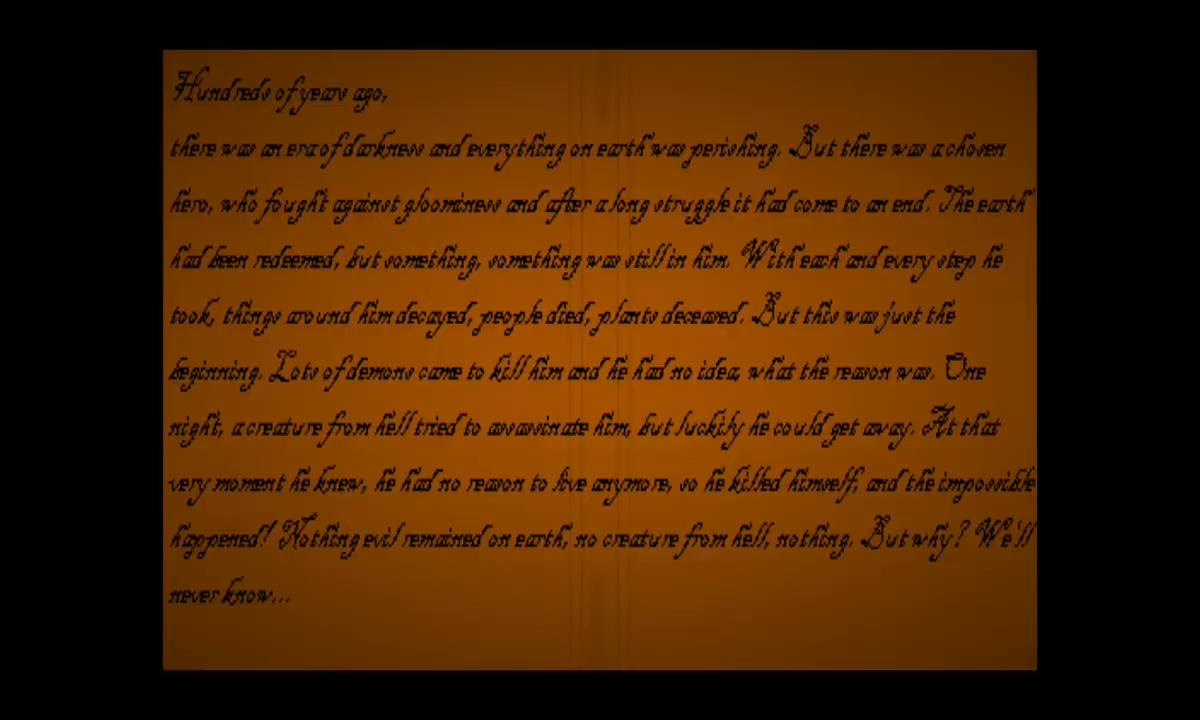 Hundreds of years ago,
there was an era of darkness and everything on earth was perishing. But there was a chosen
hero, who fought against gloominess and after a long struggle it had come to an end. The earth
had been redeemed, but something, something was still in him. With each and every step he
took, things around him decayed, people died, plants deceased. But this was just the
beginning. Lots of demons came to kill him and he had no idea, what the reason was. One
night, a creature from hell tried to assassinate him, but luckily he could get away. At that
very moment he knew, he had no reason to live anymore, so he killed himself, and the impossible
happened! Nothing evil remained on earth, no creature from hell, nothing. But why? We'll
never know...